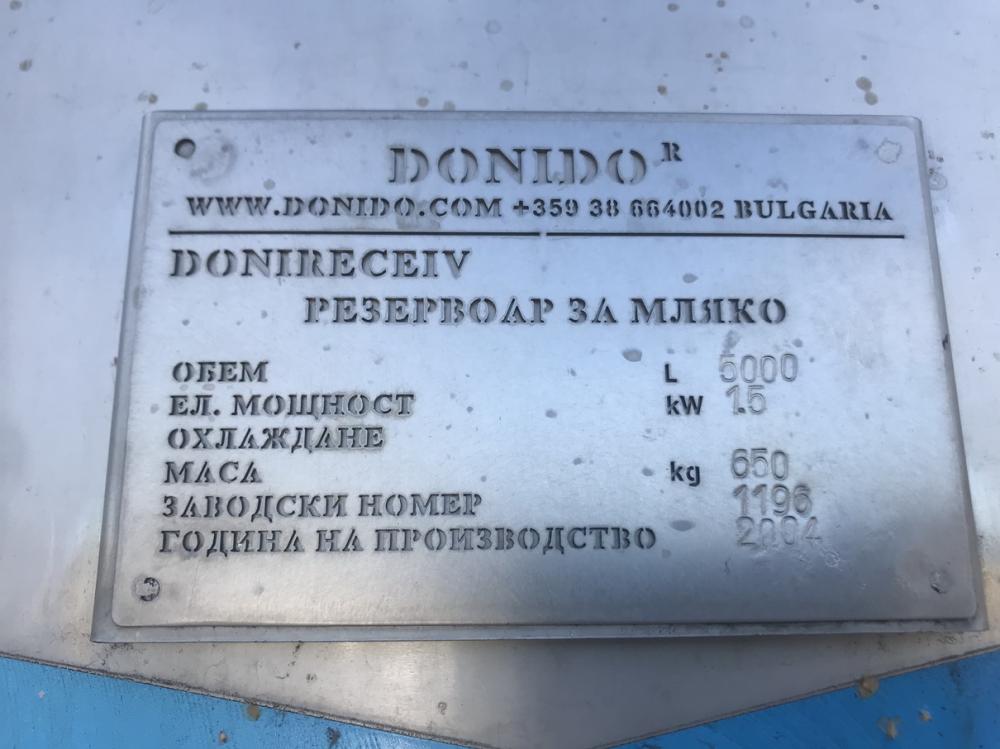 DONIDO R
WWW.DONIDO.COM +359 38 664002 BULGARIA
DONIRECEIV
РЕЗЕРВОАР ЗА МЛЯКО
ОБЕМ L 5000
ЕЛ. МОЩНОСТ kW 1.5
ОХЛАЖДАНЕ
МАСА kg 650
ЗАВОДСКИ НОМЕР 1196
ГОДИНА НА ПРОИЗВОДСТВО 2004